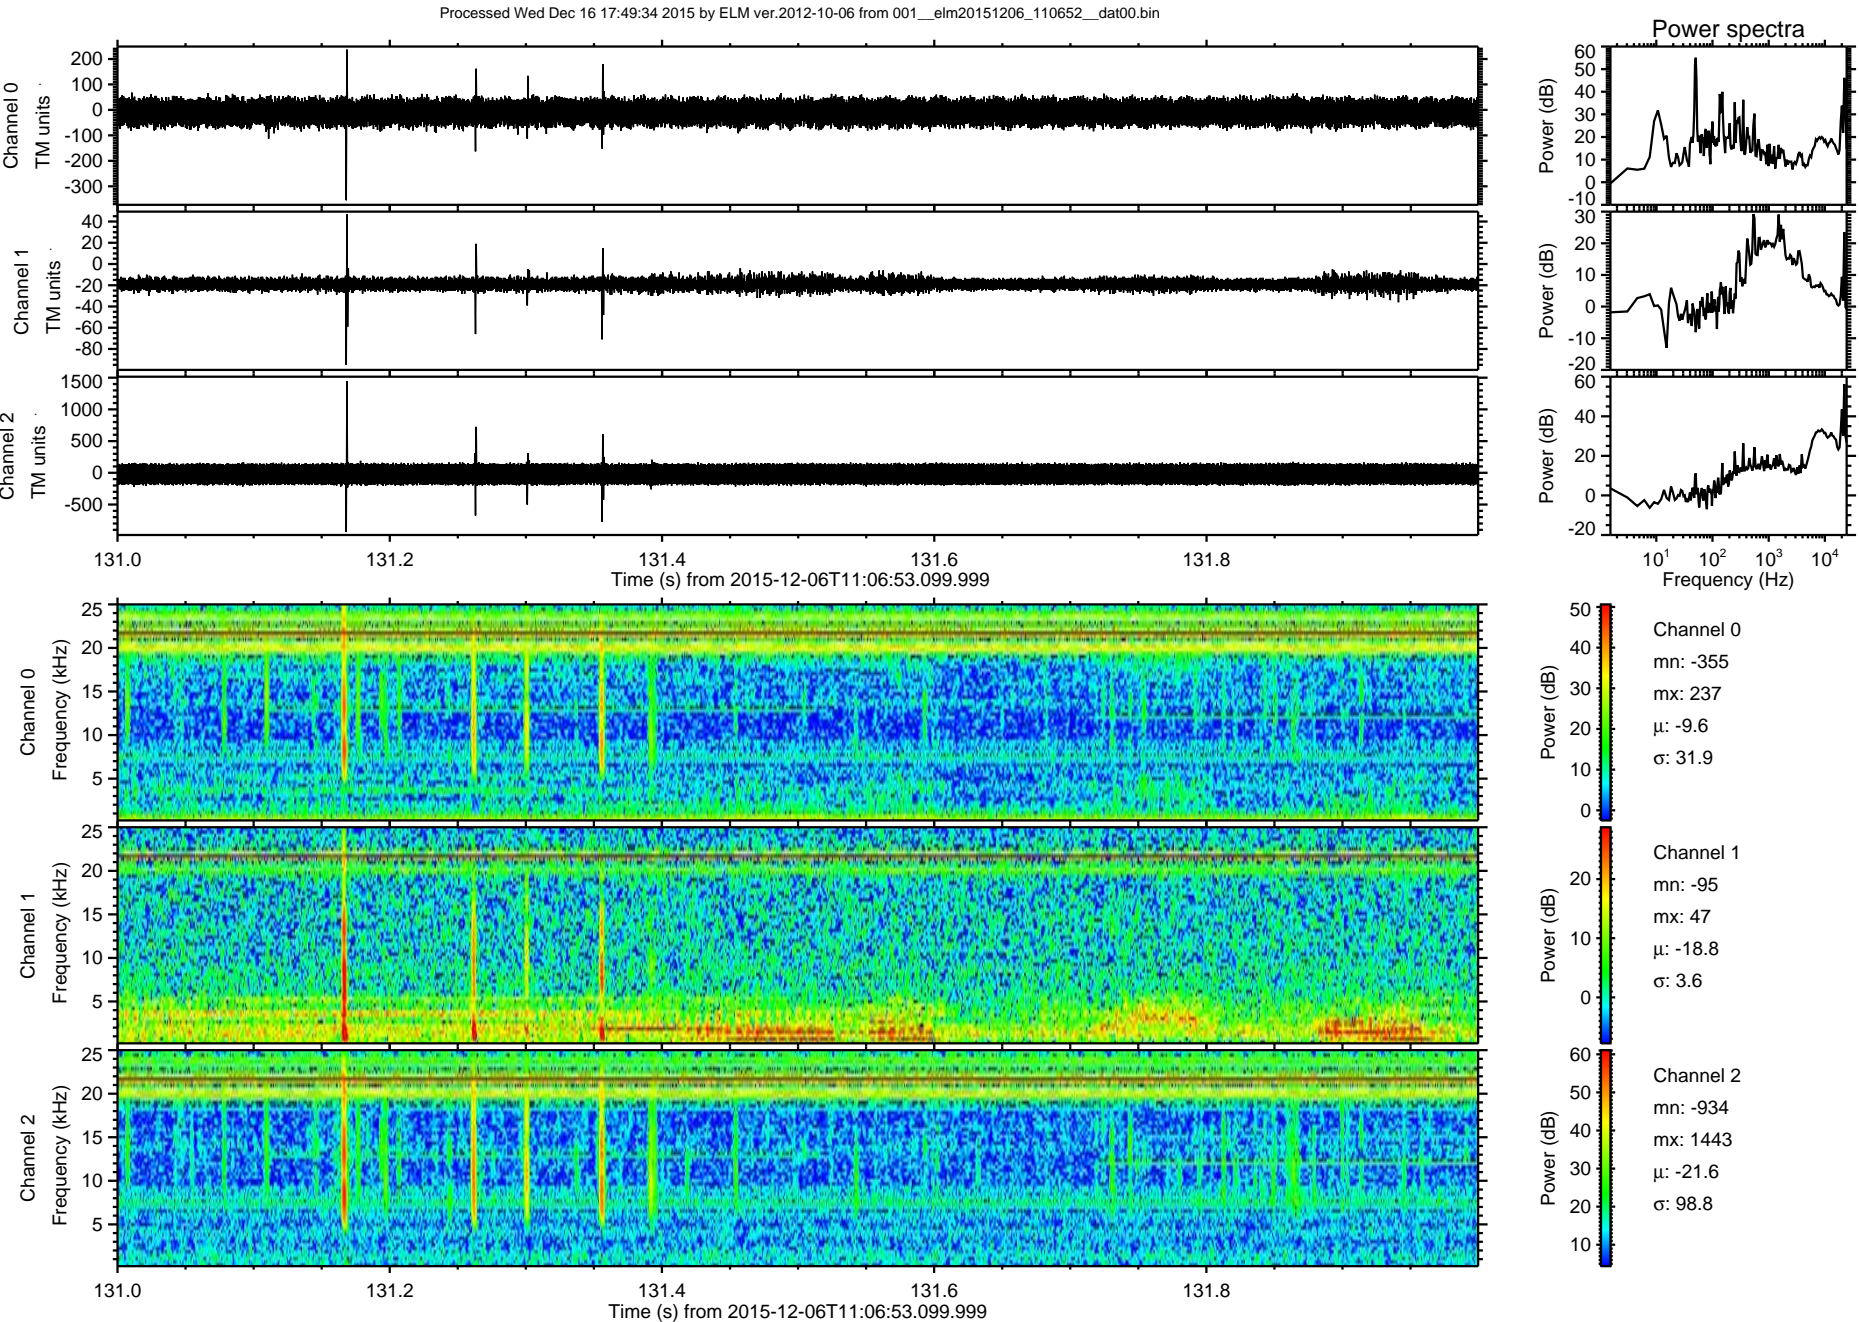 Processed Wed Dec 16 17:49:34 2015 by ELM ver.2012-10-06 from 001__elm20151206_110652__dat00.bin
Power spectra
Channel 0
TM units
200
100
0
-100
-200
-300
Power (dB)
60
50
40
30
20
10
0
-10
Channel 1
TM units
40
20
0
-20
-40
-60
-80
Power (dB)
30
20
10
0
-10
-20
Channel 2
TM units
1500
1000
500
0
-500
Power (dB)
60
40
20
0
-20
131.0 131.2 131.4 131.6 131.8
Time (s) from 2015-12-06T11:06:53.099.999
10¹ 10² 10³ 10⁴
Frequency (Hz)
Channel 0
Frequency (kHz)
25
20
15
10
5
Power (dB)
50
40
30
20
10
0
Channel 0
mn: -355
mx: 237
μ: -9.6
σ: 31.9
Channel 1
Frequency (kHz)
25
20
15
10
5
Power (dB)
20
10
0
Channel 1
mn: -95
mx: 47
μ: -18.8
σ: 3.6
Channel 2
Frequency (kHz)
25
20
15
10
5
Power (dB)
60
50
40
30
20
10
Channel 2
mn: -934
mx: 1443
μ: -21.6
σ: 98.8
131.0 131.2 131.4 131.6 131.8
Time (s) from 2015-12-06T11:06:53.099.999